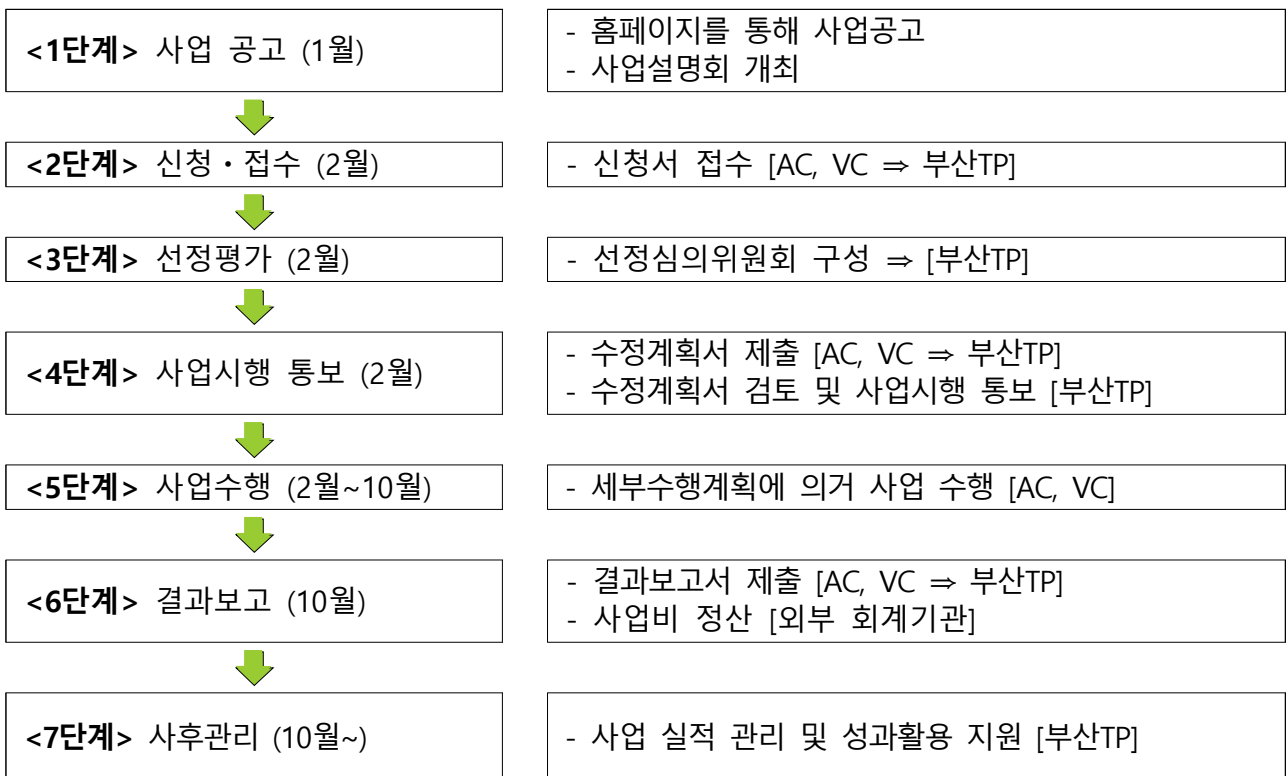 <1단계> 사업 공고 (1월)
- 홈페이지를 통해 사업공고
- 사업설명회 개최
<2단계> 신청・접수 (2월)
- 신청서 접수 [AC, VC ⇒ 부산TP]
<3단계> 선정평가 (2월)
- 선정심의위원회 구성 ⇒ [부산TP]
<4단계> 사업시행 통보 (2월)
- 수정계획서 제출 [AC, VC ⇒ 부산TP]
- 수정계획서 검토 및 사업시행 통보 [부산TP]
<5단계> 사업수행 (2월~10월)
- 세부수행계획에 의거 사업 수행 [AC, VC]
<6단계> 결과보고 (10월)
- 결과보고서 제출 [AC, VC ⇒ 부산TP]
- 사업비 정산 [외부 회계기관]
<7단계> 사후관리 (10월~)
- 사업 실적 관리 및 성과활용 지원 [부산TP]